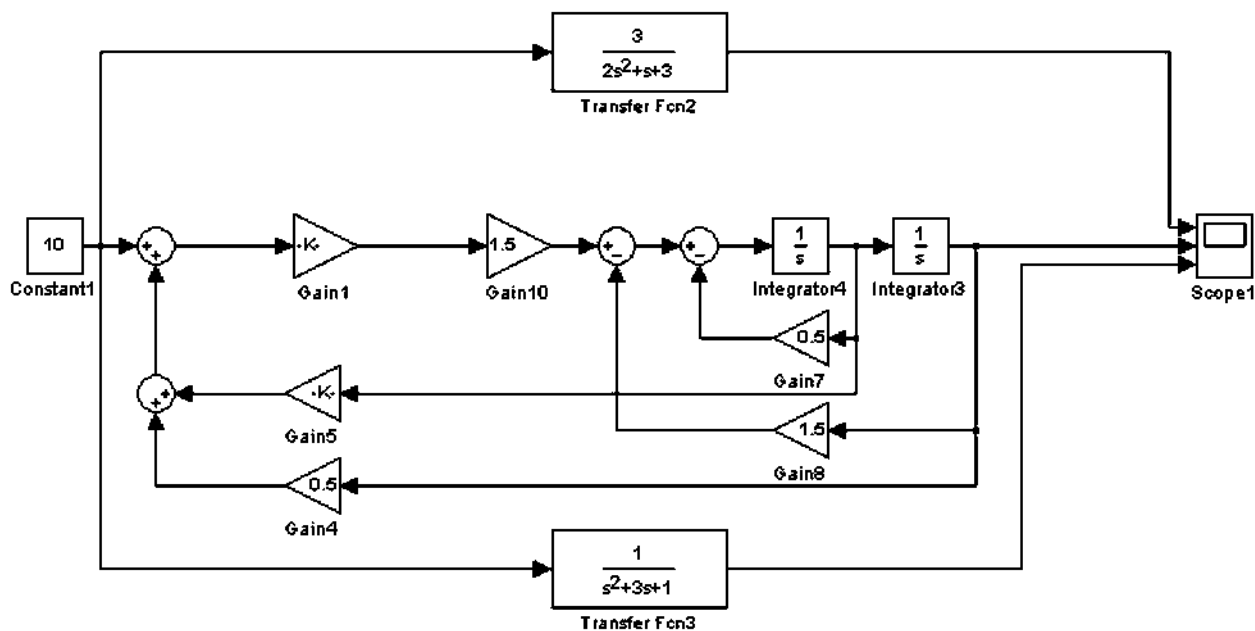 3
2s²+s+3
Transfer Fcn2
10
Constant1
+
+
-K-
Gain1
1.5
Gain10
+
−
+
−
1
s
Integrator4
1
s
Integrator3
Scope1
0.5
Gain7
+
+
-K-
Gain5
1.5
Gain8
0.5
Gain4
1
s²+3s+1
Transfer Fcn3